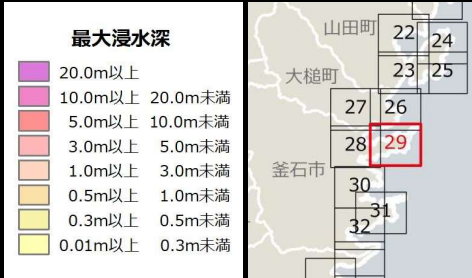 最大浸水深
20.0m以上
10.0m以上 20.0m未満
5.0m以上 10.0m未満
3.0m以上 5.0m未満
1.0m以上 3.0m未満
0.5m以上 1.0m未満
0.3m以上 0.5m未満
0.01m以上 0.3m未満
山田町
22
24
23
25
大槌町
27
26
28
29
釜石市
30
31
32